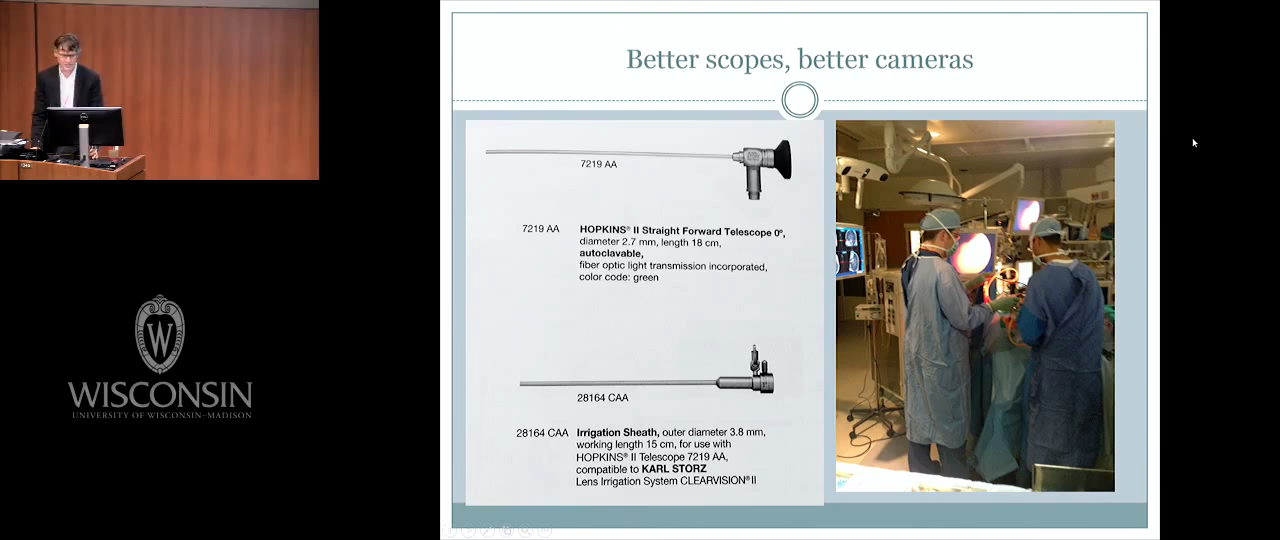 Better scopes, better cameras
7219 AA
7219 AA HOPKINS® II Straight Forward Telescope 0°,
diameter 2.7 mm, length 18 cm,
autoclavable,
fiber optic light transmission incorporated,
color code: green
28164 CAA
28164 CAA Irrigation Sheath, outer diameter 3.8 mm,
working length 15 cm, for use with
HOPKINS® II Telescope 7219 AA,
compatible to KARL STORZ
Lens Irrigation System CLEARVISION® II
W
WISCONSIN
UNIVERSITY OF WISCONSIN–MADISON